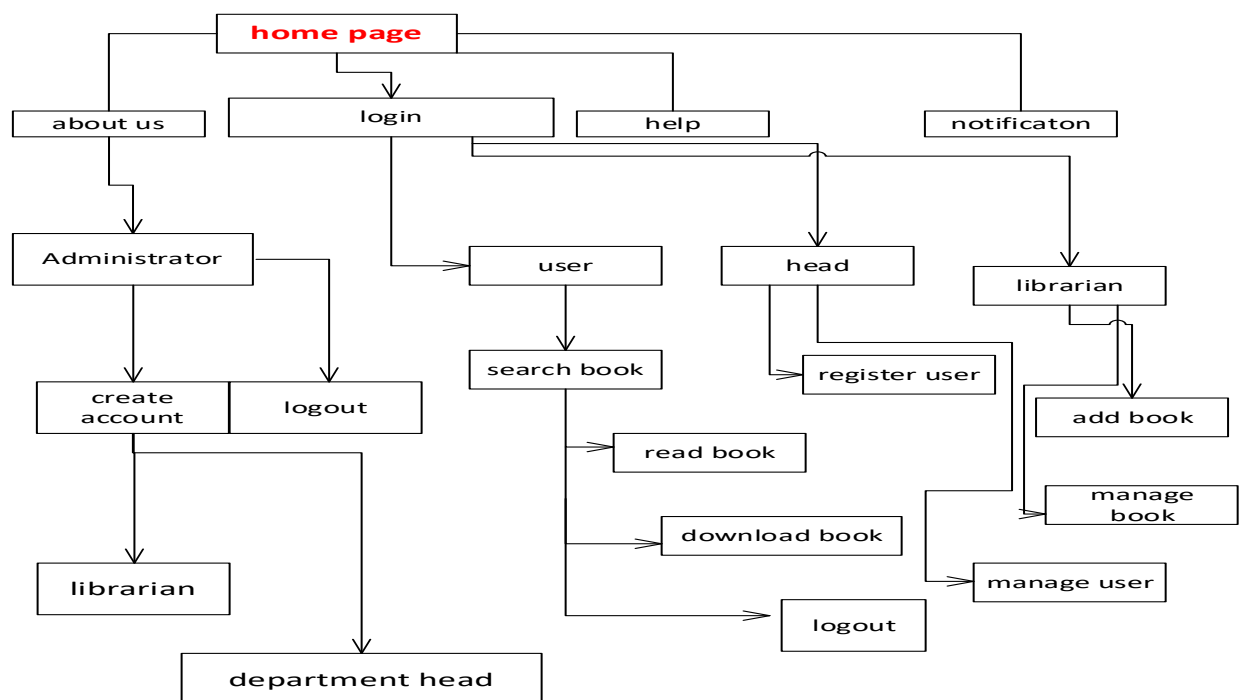 home page
about us
login
help
notificaton
Administrator
user
head
librarian
search book
register user
create
account
logout
add book
read book
manage
book
download book
librarian
manage user
logout
department head